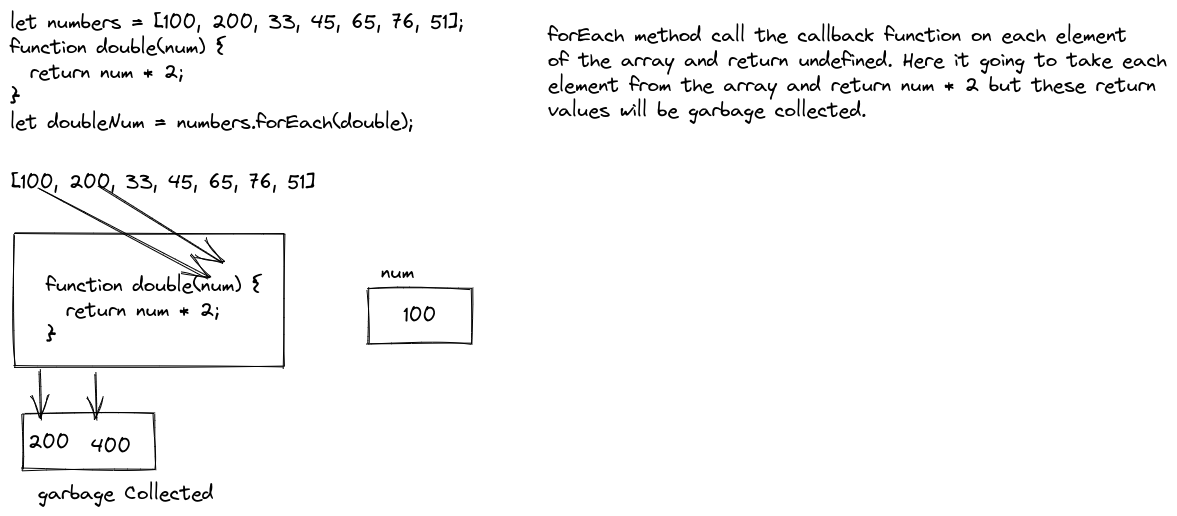 let numbers = [100, 200, 33, 45, 65, 76, 51];
function double(num) {
return num * 2;
}
let doubleNum = numbers.forEach(double);
forEach method call the callback function on each element
of the array and return undefined. Here it going to take each
element from the array and return num * 2 but these return
values will be garbage collected.
[100, 200, 33, 45, 65, 76, 51]
function double(num) {
return num * 2;
}
num
100
200 400
garbage Collected